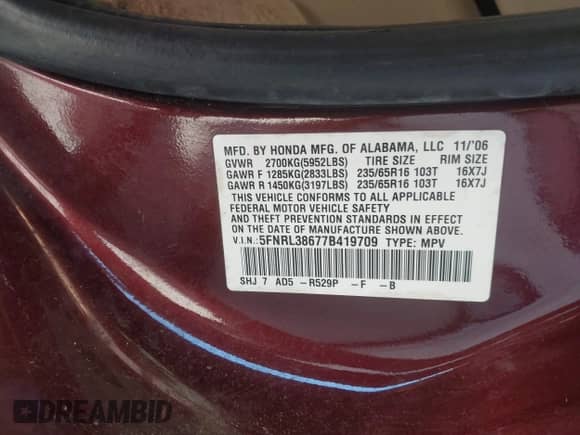 MFD. BY HONDA MFG. OF ALABAMA, LLC 11/'06
GVWR 2700KG(5952LBS) TIRE SIZE RIM SIZE
GAWR F 1285KG(2833LBS) 235/65R16 103T 16X7J
GAWR R 1450KG(3197LBS) 235/65R16 103T 16X7J
THIS VEHICLE CONFORMS TO ALL APPLICABLE
FEDERAL MOTOR VEHICLE SAFETY
AND THEFT PREVENTION STANDARDS IN EFFECT
ON THE DATE OF MANUFACTURE SHOWN ABOVE.
V.I.N.: 5FNRL38677B419709 TYPE: MPV
SHJ 7 AD5 -R529P -F -B
DREAMBID